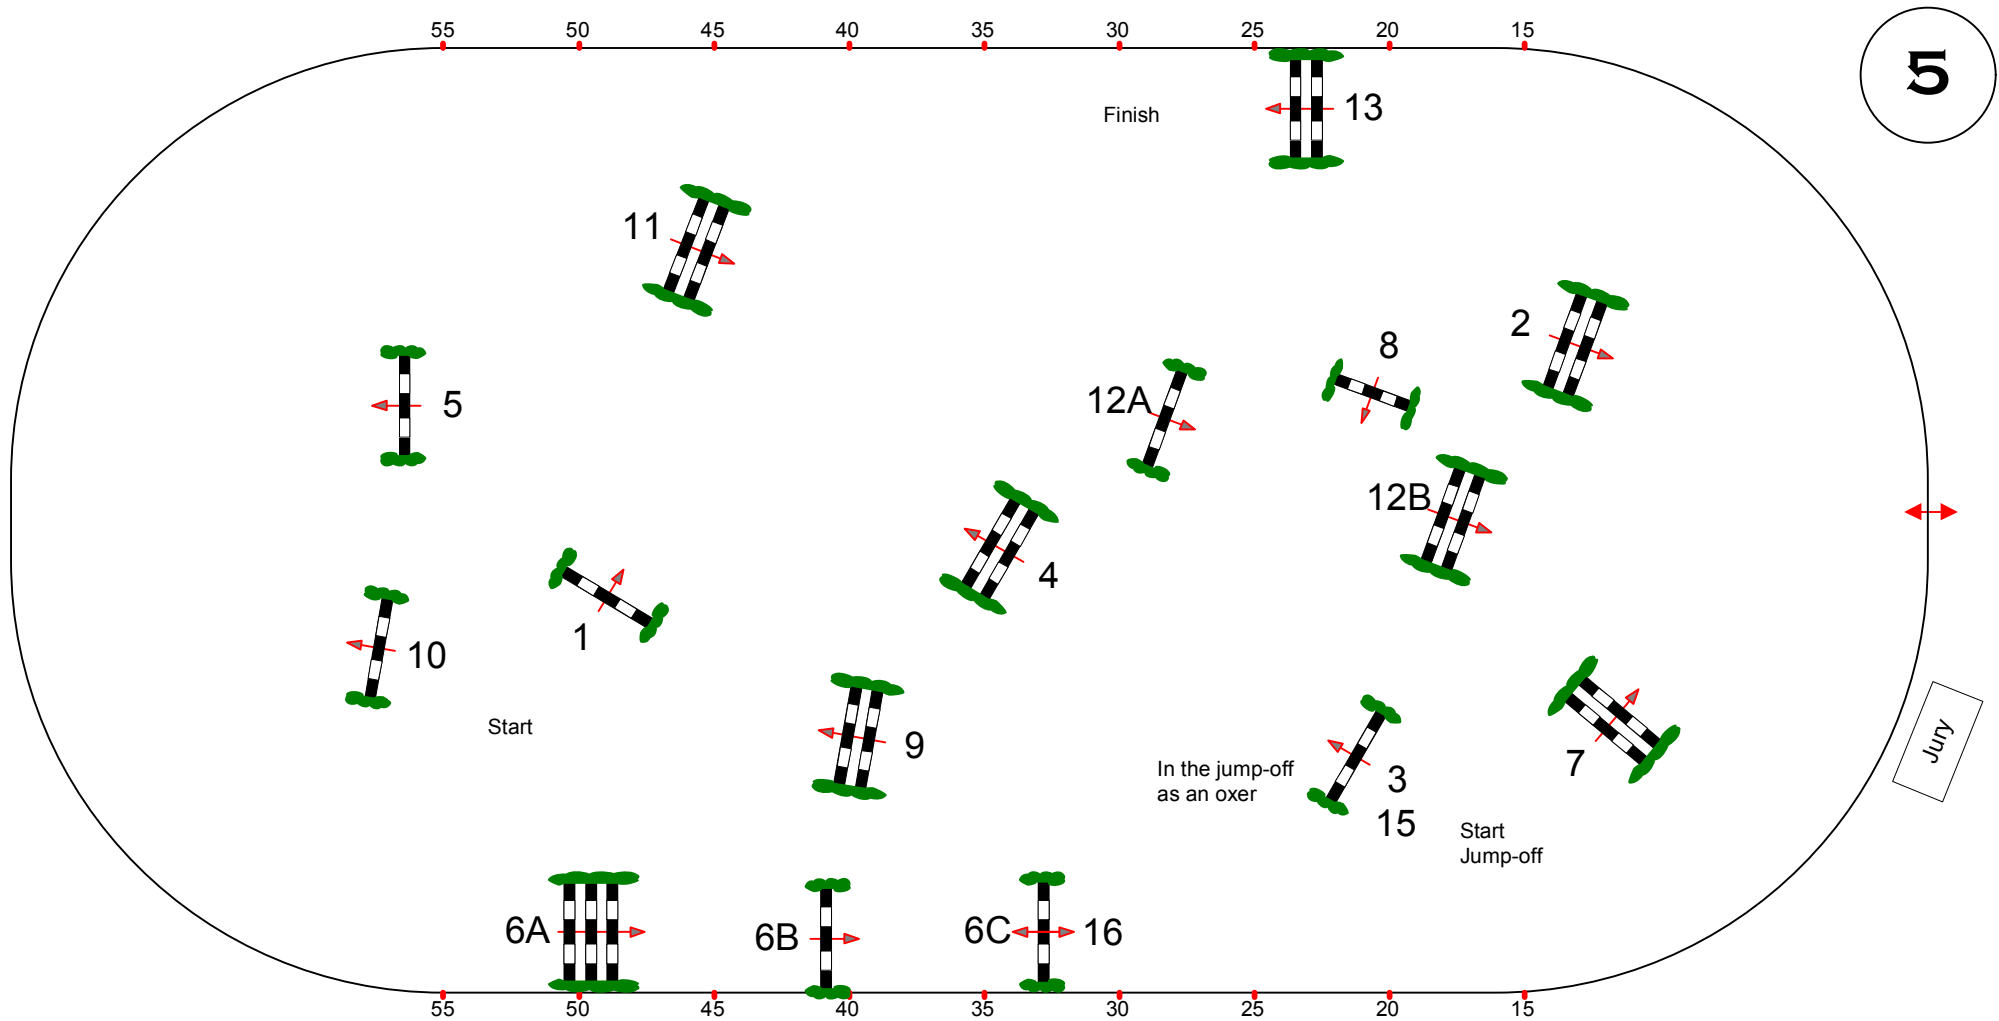 55 50 45 40 35 30 25 20 15
5
Finish
13
11
2
8
5
12A
12B
4
1
10
Start
9
7
Jury
In the jump-off
as an oxer
3
15
Start
Jump-off
6A
6B
6C
16
55 50 45 40 35 30 25 20 15